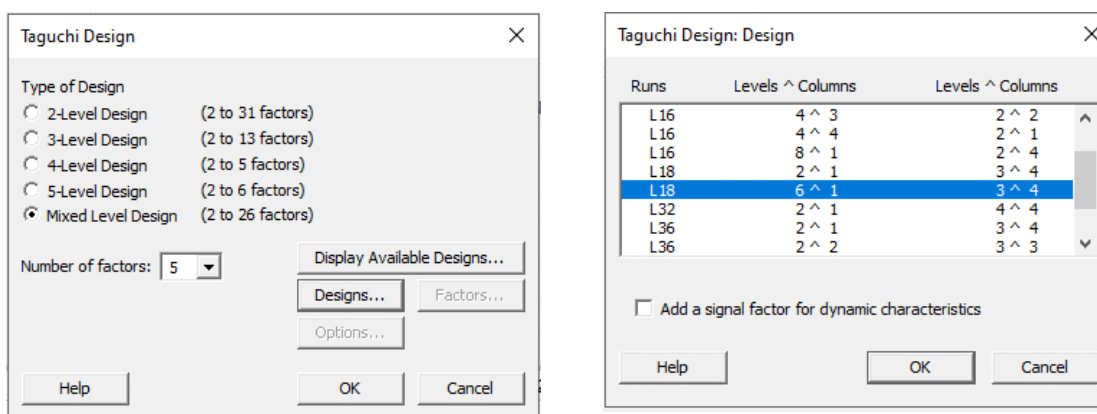 Taguchi Design
Type of Design
2-Level Design (2 to 31 factors)
3-Level Design (2 to 13 factors)
4-Level Design (2 to 5 factors)
5-Level Design (2 to 6 factors)
Mixed Level Design (2 to 26 factors)
Number of factors: 5
Display Available Designs...
Designs... Factors...
Options...
Help OK Cancel
Taguchi Design: Design
Runs Levels ^ Columns Levels ^ Columns
L16 4 ^ 3 2 ^ 2
L16 4 ^ 4 2 ^ 1
L16 8 ^ 1 2 ^ 4
L18 2 ^ 1 3 ^ 4
L18 6 ^ 1 3 ^ 4
L32 2 ^ 1 4 ^ 4
L36 2 ^ 1 3 ^ 4
L36 2 ^ 2 3 ^ 3
Add a signal factor for dynamic characteristics
Help OK Cancel